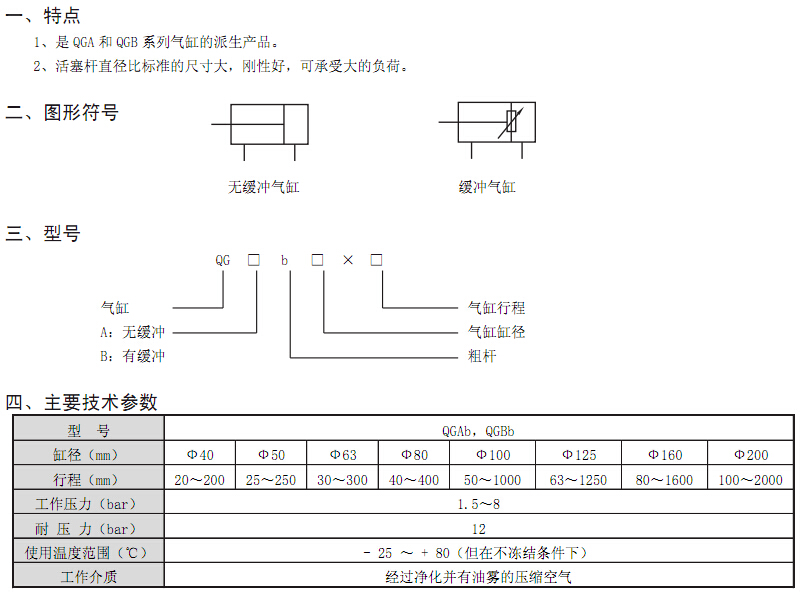 一、特点
1、是 QGA 和 QGB 系列气缸的派生产品。
2、活塞杆直径比标准的尺寸大，刚性好，可承受大的负荷。
二、图形符号
无缓冲气缸 缓冲气缸
三、型号
QG □ b □ × □
气缸 气缸行程
A：无缓冲 气缸缸径
B：有缓冲 粗杆
四、主要技术参数
型 号 QGAb，QGBb
缸径（mm） Φ40 Φ50 Φ63 Φ80 Φ100 Φ125 Φ160 Φ200
行程（mm） 20～200 25～250 30～300 40～400 50～1000 63～1250 80～1600 100～2000
工作压力（bar） 1.5～8
耐 压 力（bar） 12
使用温度范围（℃） － 25 ～ + 80（但在不冻结条件下）
工作介质 经过净化并有油雾的压缩空气